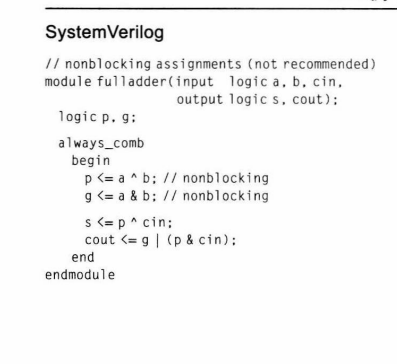 SystemVerilog
// nonblocking assignments (not recommended)
module fulladder(input logic a, b, cin,
output logic s, cout);
logic p, g;
always_comb
begin
p <= a ^ b; // nonblocking
g <= a & b; // nonblocking
s <= p ^ cin;
cout <= g | (p & cin);
end
endmodule